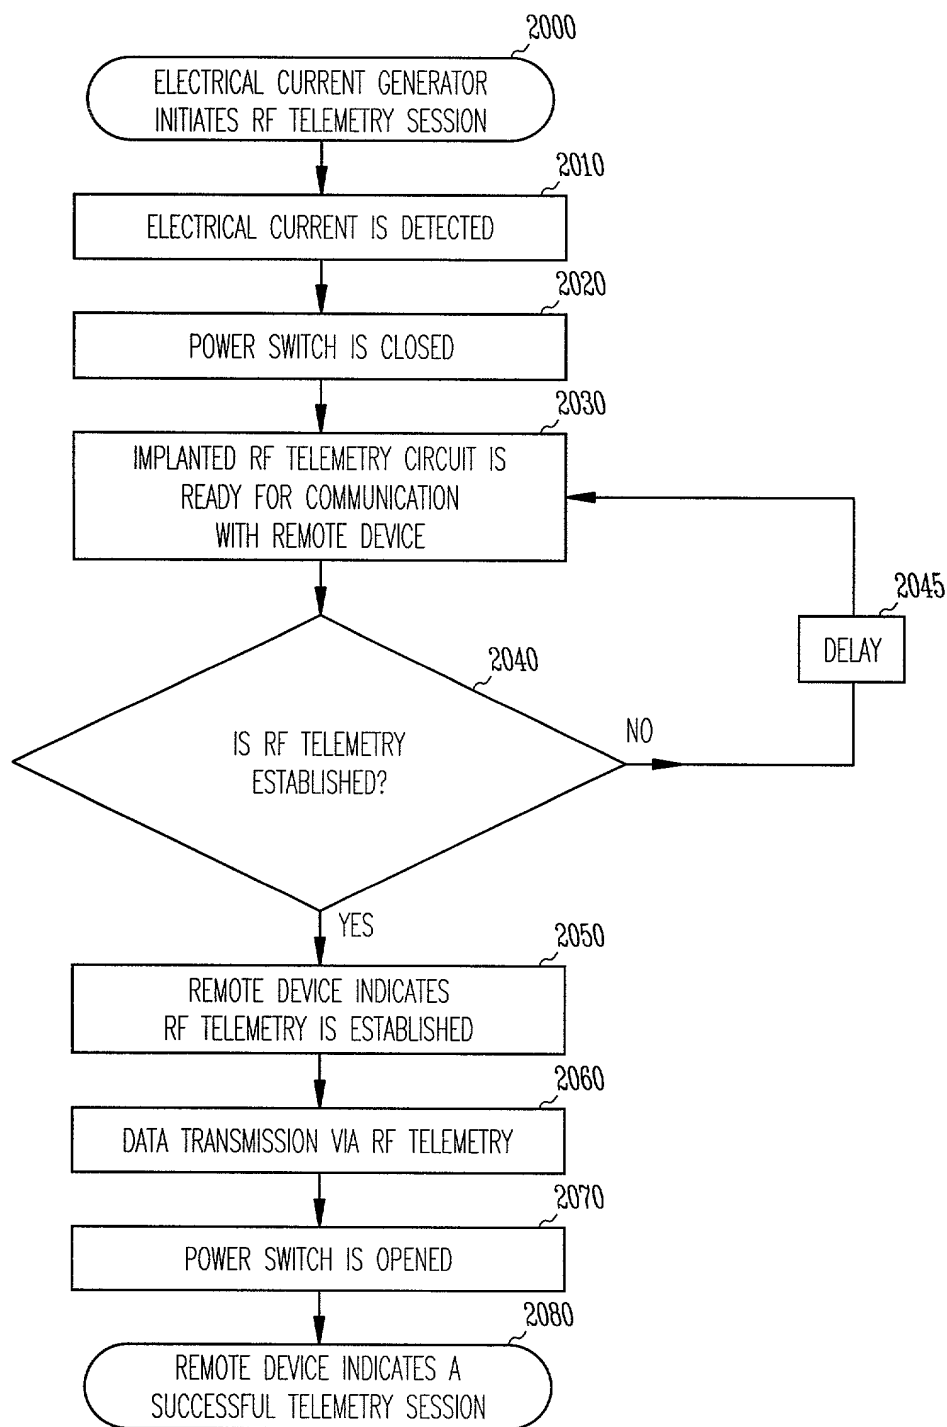 2000
ELECTRICAL CURRENT GENERATOR
INITIATES RF TELEMETRY SESSION
2010
ELECTRICAL CURRENT IS DETECTED
2020
POWER SWITCH IS CLOSED
2030
IMPLANTED RF TELEMETRY CIRCUIT IS
READY FOR COMMUNICATION
WITH REMOTE DEVICE
2045
DELAY
2040
IS RF TELEMETRY
ESTABLISHED?
NO
YES
2050
REMOTE DEVICE INDICATES
RF TELEMETRY IS ESTABLISHED
2060
DATA TRANSMISSION VIA RF TELEMETRY
2070
POWER SWITCH IS OPENED
2080
REMOTE DEVICE INDICATES A
SUCCESSFUL TELEMETRY SESSION